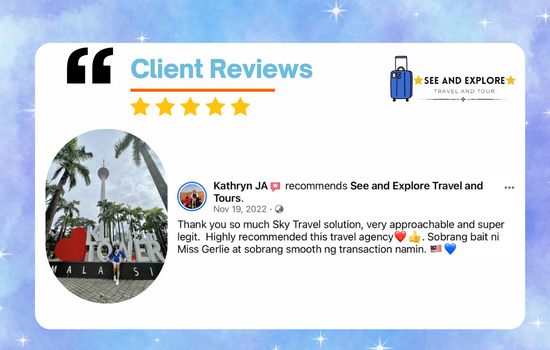 Client Reviews
SEE AND EXPLORE
TRAVEL AND TOUR
TOWER
MALAYSI
Kathryn JA recommends See and Explore Travel and
Tours.
Nov 19, 2022 ·
Thank you so much Sky Travel solution, very approachable and super
legit. Highly recommended this travel agency❤️👍. Sobrang bait ni
Miss Gerlie at sobrang smooth ng transaction namin. 🇲🇾 💙